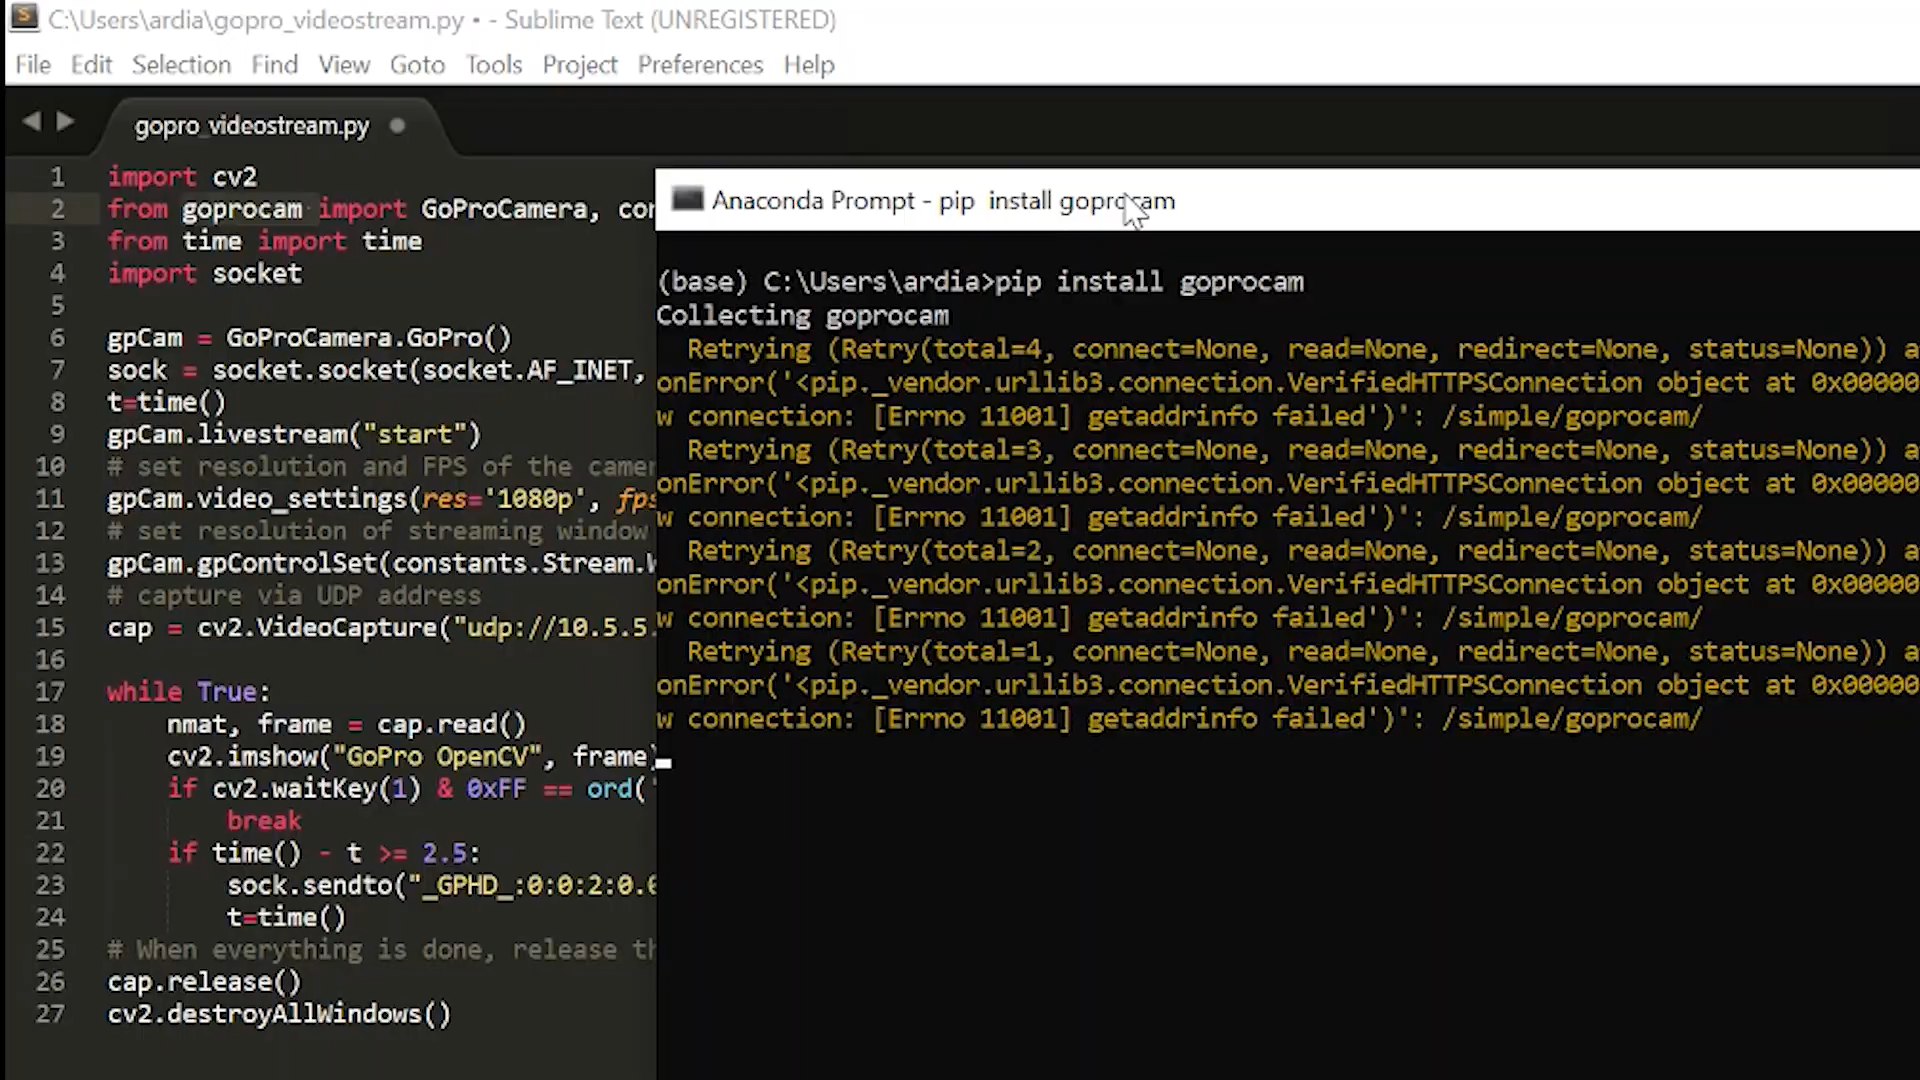 C:\Users\ardia\gopro_videostream.py • - Sublime Text (UNREGISTERED)
File Edit Selection Find View Goto Tools Project Preferences Help
gopro_videostream.py
1 import cv2
2 from goprocam import GoProCamera, con
3 from time import time
4 import socket
5
6 gpCam = GoProCamera.GoPro()
7 sock = socket.socket(socket.AF_INET,
8 t=time()
9 gpCam.livestream("start")
10 # set resolution and FPS of the camer
11 gpCam.video_settings(res='1080p', fps
12 # set resolution of streaming window
13 gpCam.gpControlSet(constants.Stream.W
14 # capture via UDP address
15 cap = cv2.VideoCapture("udp://10.5.5.
16
17 while True:
18 nmat, frame = cap.read()
19 cv2.imshow("GoPro OpenCV", frame)
20 if cv2.waitKey(1) & 0xFF == ord('
21 break
22 if time() - t >= 2.5:
23 sock.sendto("_GPHD_:0:0:2:0.0
24 t=time()
25 # When everything is done, release th
26 cap.release()
27 cv2.destroyAllWindows()
Anaconda Prompt - pip  install goprocam
(base) C:\Users\ardia>pip install goprocam
Collecting goprocam
Retrying (Retry(total=4, connect=None, read=None, redirect=None, status=None)) a
onError('<pip._vendor.urllib3.connection.VerifiedHTTPSConnection object at 0x00000
w connection: [Errno 11001] getaddrinfo failed')': /simple/goprocam/
Retrying (Retry(total=3, connect=None, read=None, redirect=None, status=None)) a
onError('<pip._vendor.urllib3.connection.VerifiedHTTPSConnection object at 0x00000
w connection: [Errno 11001] getaddrinfo failed')': /simple/goprocam/
Retrying (Retry(total=2, connect=None, read=None, redirect=None, status=None)) a
onError('<pip._vendor.urllib3.connection.VerifiedHTTPSConnection object at 0x00000
w connection: [Errno 11001] getaddrinfo failed')': /simple/goprocam/
Retrying (Retry(total=1, connect=None, read=None, redirect=None, status=None)) a
onError('<pip._vendor.urllib3.connection.VerifiedHTTPSConnection object at 0x00000
w connection: [Errno 11001] getaddrinfo failed')': /simple/goprocam/